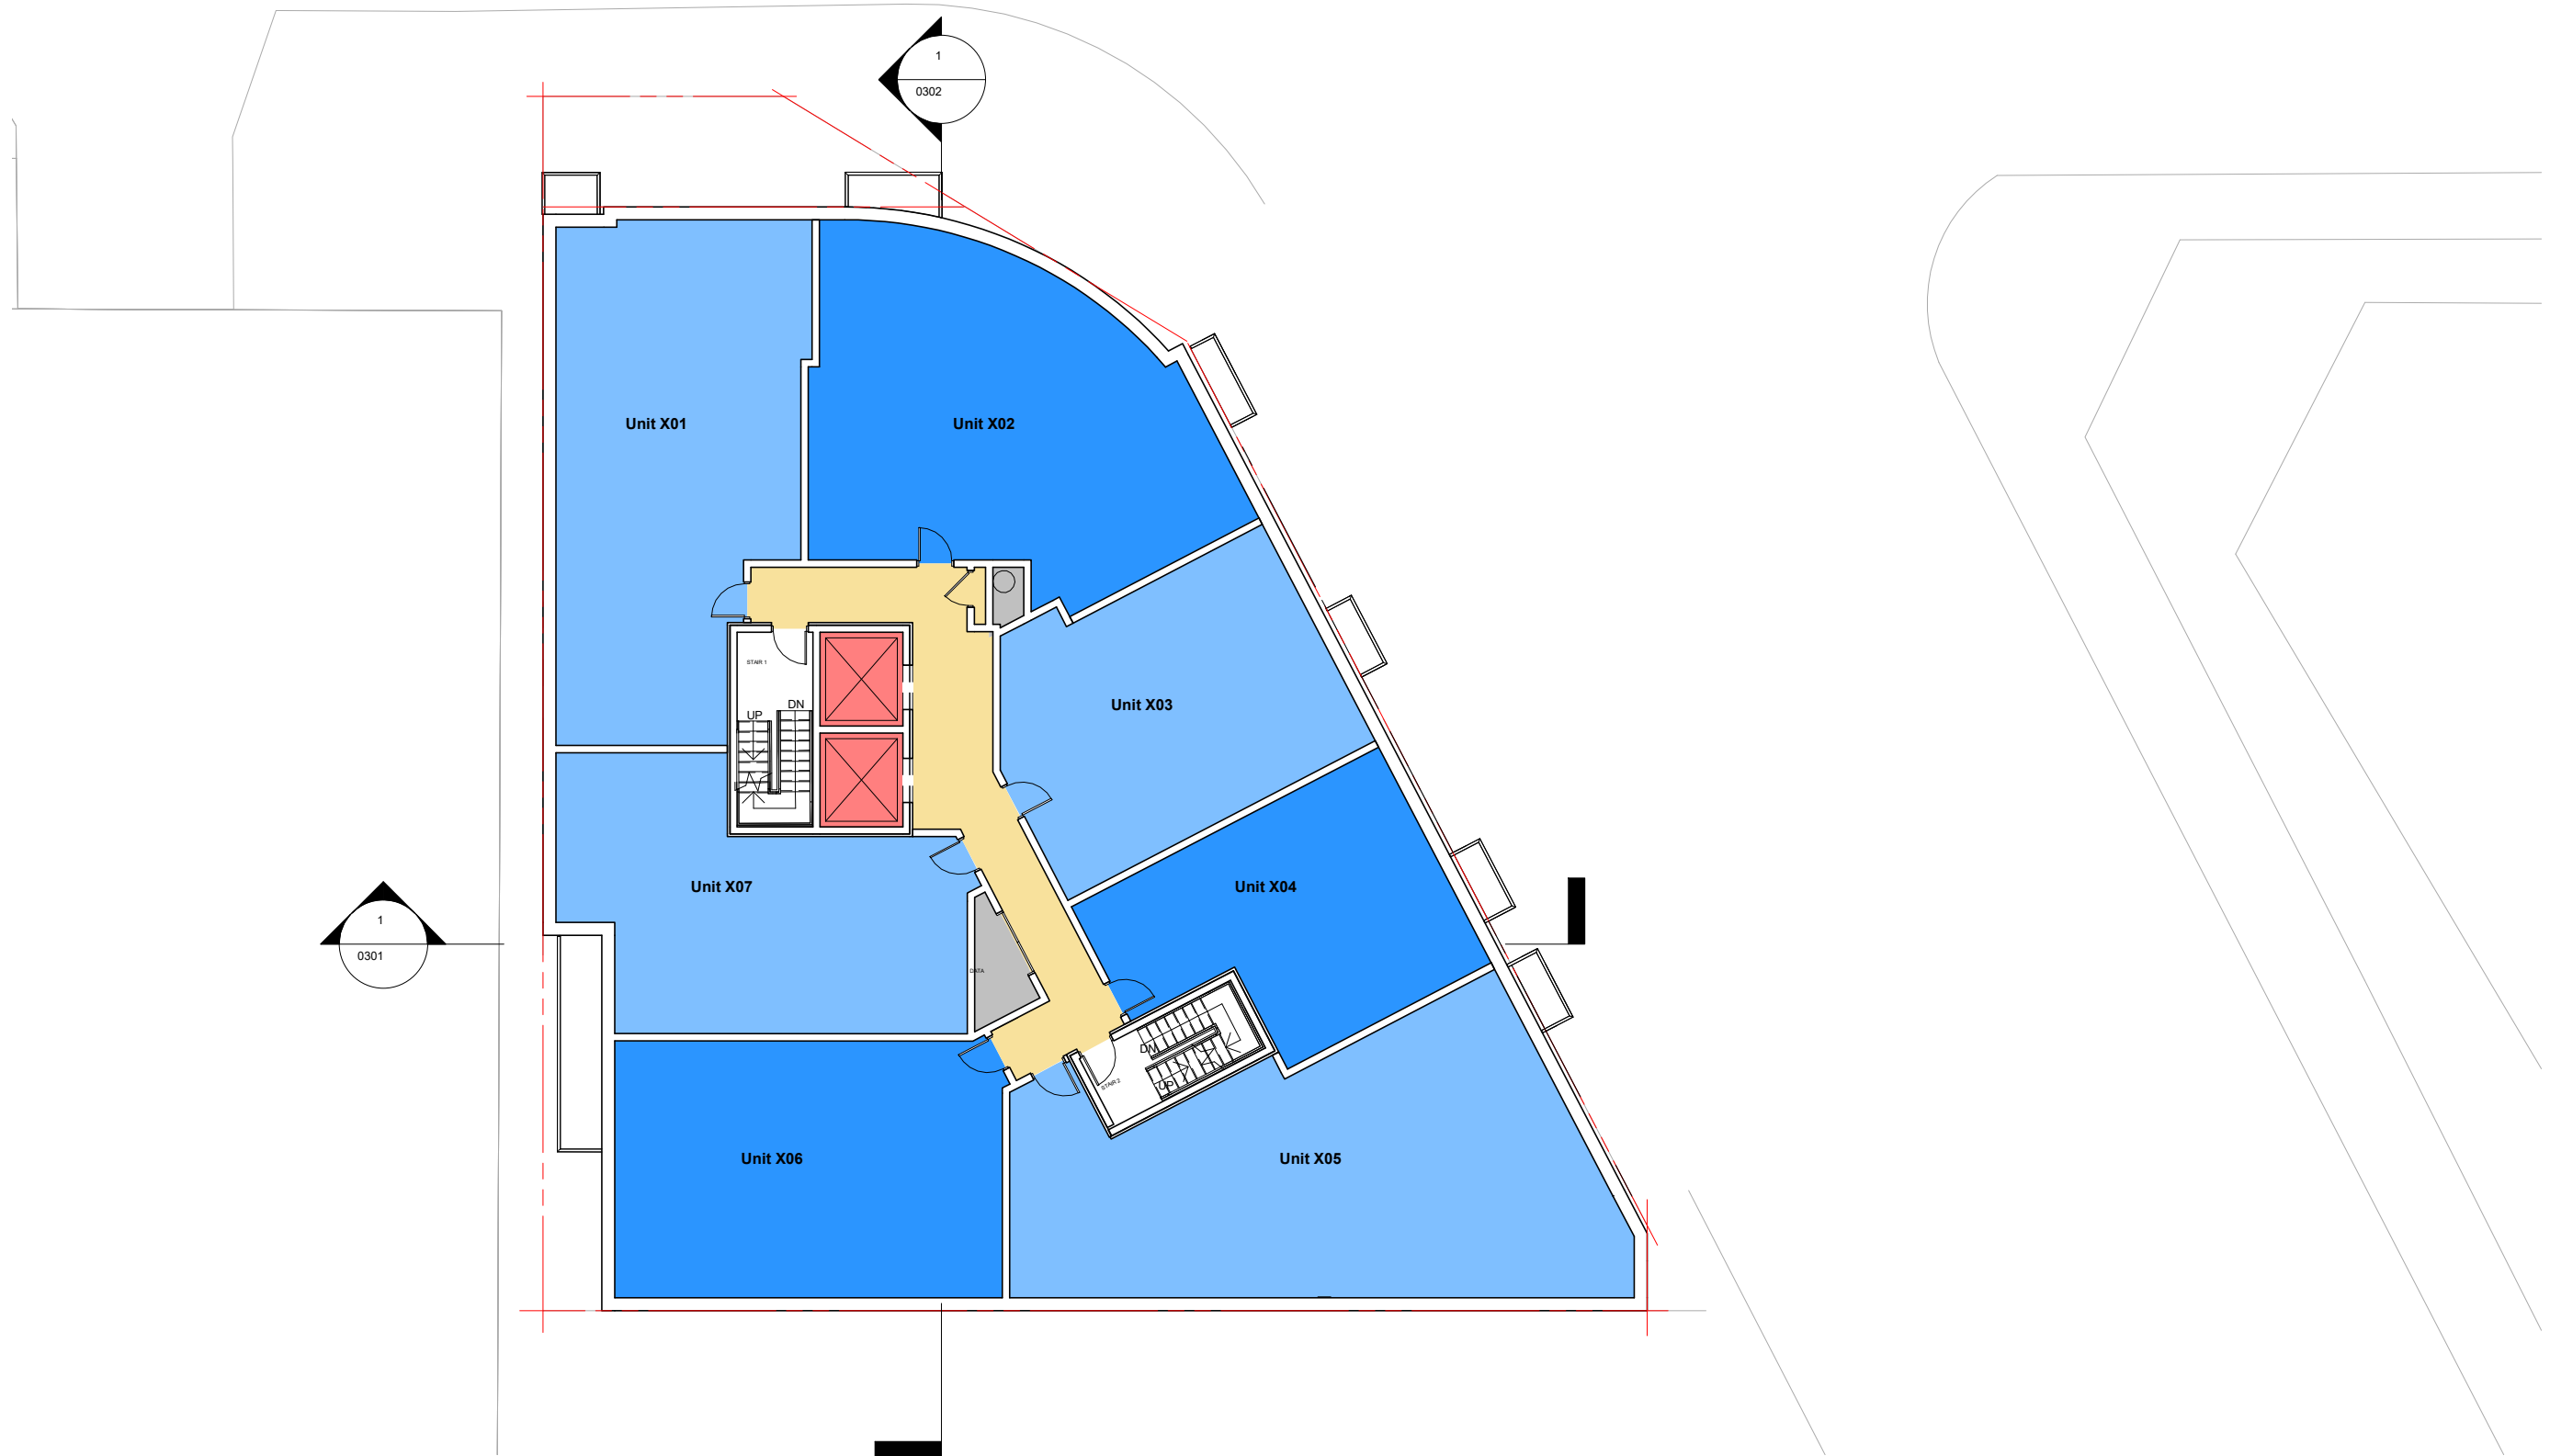 1
0302
Unit X01
Unit X02
STAIR 1
UP
DN
Unit X03
Unit X07
Unit X04
1
0301
DATA
DN
UP
STAIR 2
Unit X06
Unit X05